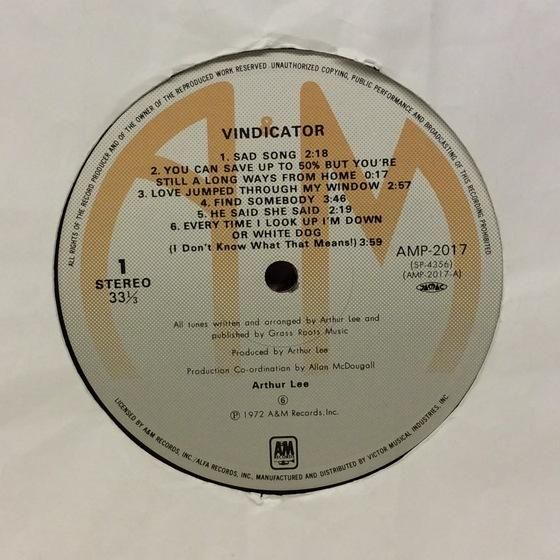 ALL RIGHTS OF THE RECORD PRODUCER AND OF THE OWNER OF THE REPRODUCED WORK RESERVED. UNAUTHORIZED COPYING, PUBLIC PERFORMANCE AND BROADCASTING OF THIS RECORD PROHIBITED
A&M
VINDICATOR
1. SAD SONG 2:18
2. YOU CAN SAVE UP TO 50% BUT YOU'RE
STILL A LONG WAYS FROM HOME 0:17
3. LOVE JUMPED THROUGH MY WINDOW 2:57
4. FIND SOMEBODY 3:46
5. HE SAID SHE SAID 2:19
6. EVERY TIME I LOOK UP I'M DOWN
OR WHITE DOG
(I Don't Know What That Means!) 3:59
1
STEREO
33⅓
AMP-2017
(SP-4356)
(AMP-2017-A)
JASRAC
All tunes written and arranged by Arthur Lee and
published by Grass Roots Music
Produced by Arthur Lee
Production Co-ordination by Allan McDougall
Arthur Lee
⑥
Ⓟ 1972 A&M Records, Inc.
A&M
RECORDS
LICENSED BY A&M RECORDS, INC./ALFA RECORDS, INC. MANUFACTURED AND DISTRIBUTED BY VICTOR MUSICAL INDUSTRIES, INC.